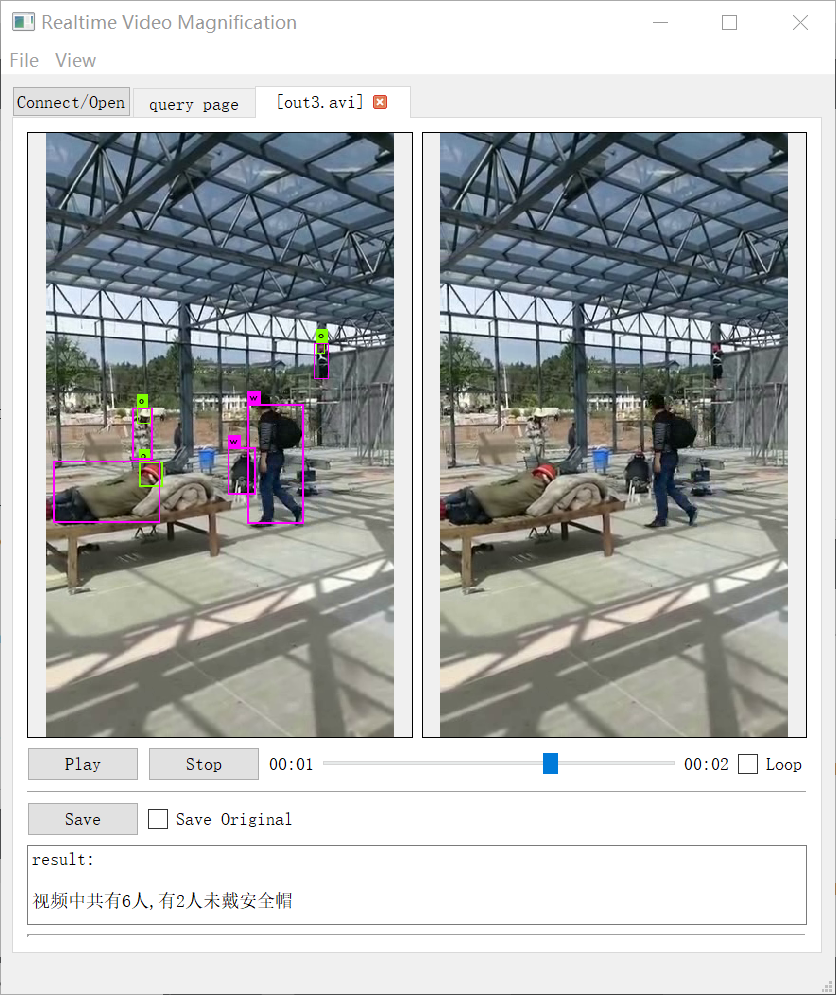 Realtime Video Magnification
File View
Connect/Open query page [out3.avi]
o
w
o
w
o
Play Stop 00:01 00:02 Loop
Save Save Original
result:
视频中共有6人,有2人未戴安全帽